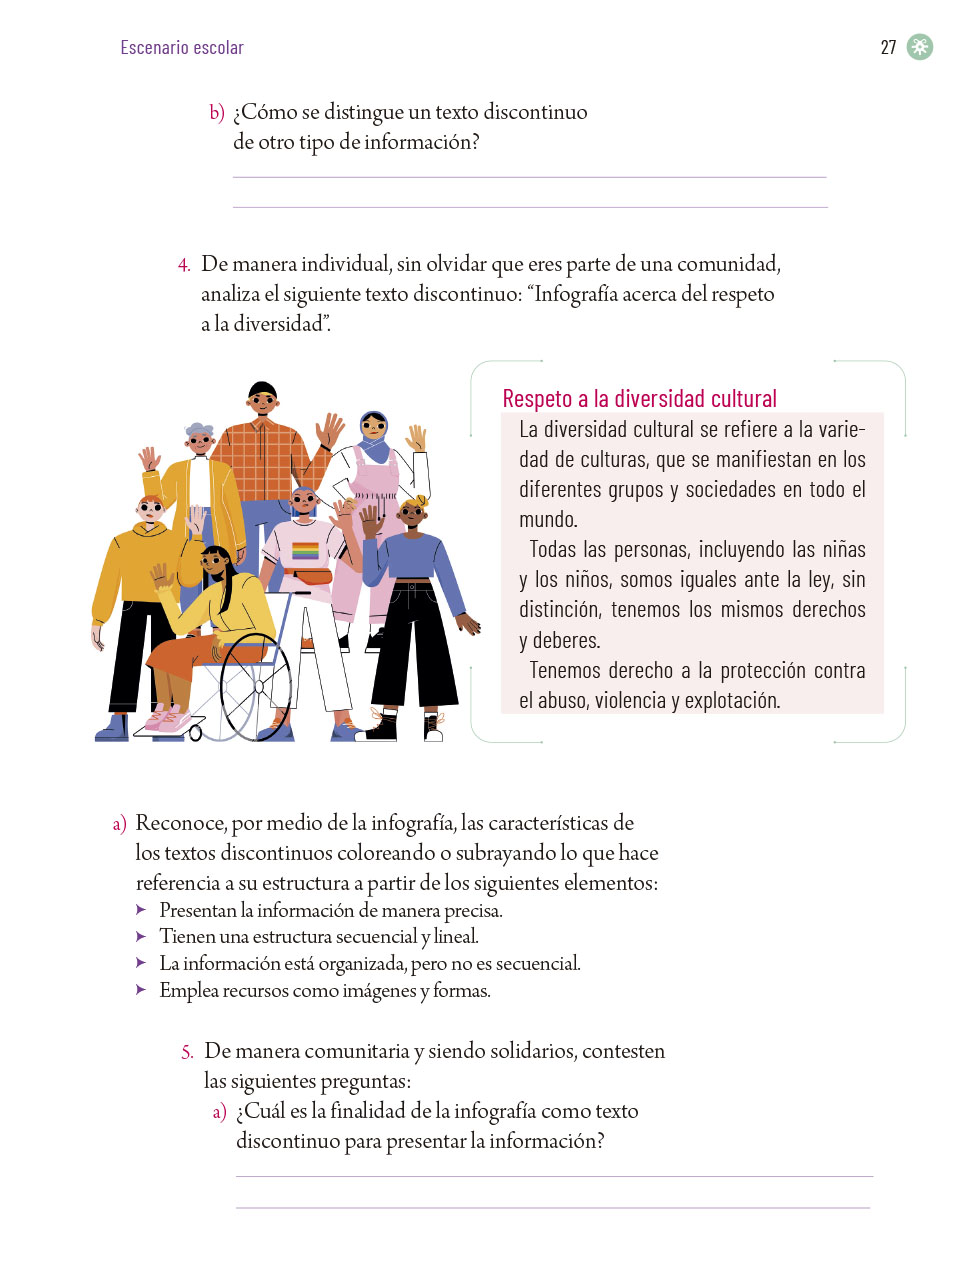 Escenario escolar
27
b) ¿Cómo se distingue un texto discontinuo
de otro tipo de información?
4. De manera individual, sin olvidar que eres parte de una comunidad,
analiza el siguiente texto discontinuo: “Infografía acerca del respeto
a la diversidad”.
Respeto a la diversidad cultural
La diversidad cultural se refiere a la varie-
dad de culturas, que se manifiestan en los
diferentes grupos y sociedades en todo el
mundo.
Todas las personas, incluyendo las niñas
y los niños, somos iguales ante la ley, sin
distinción, tenemos los mismos derechos
y deberes.
Tenemos derecho a la protección contra
el abuso, violencia y explotación.
a) Reconoce, por medio de la infografía, las características de
los textos discontinuos coloreando o subrayando lo que hace
referencia a su estructura a partir de los siguientes elementos:
➤ Presentan la información de manera precisa.
➤ Tienen una estructura secuencial y lineal.
➤ La información está organizada, pero no es secuencial.
➤ Emplea recursos como imágenes y formas.
5. De manera comunitaria y siendo solidarios, contesten
las siguientes preguntas:
a) ¿Cuál es la finalidad de la infografía como texto
discontinuo para presentar la información?